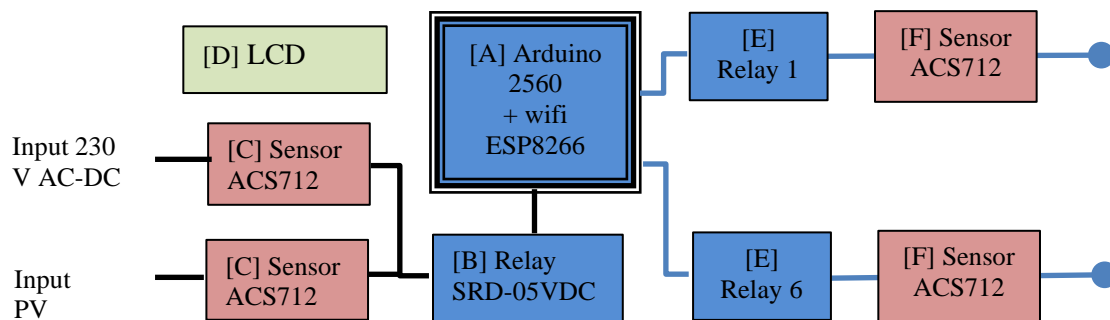 [D] LCD
[A] Arduino
2560
+ wifi
ESP8266
[E]
Relay 1
[F] Sensor
ACS712
Input 230
V AC-DC
[C] Sensor
ACS712
Input
PV
[C] Sensor
ACS712
[B] Relay
SRD-05VDC
[E]
Relay 6
[F] Sensor
ACS712